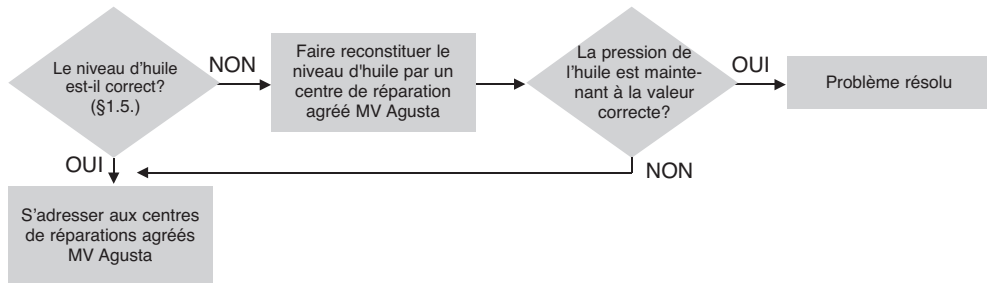 Le niveau d'huile
est-il correct?
(§1.5.)
NON
Faire reconstituer le
niveau d'huile par un
centre de réparation
agréé MV Agusta
La pression de
l'huile est mainte-
nant à la valeur
correcte?
OUI
Problème résolu
OUI
NON
S'adresser aux centres
de réparations agréés
MV Agusta